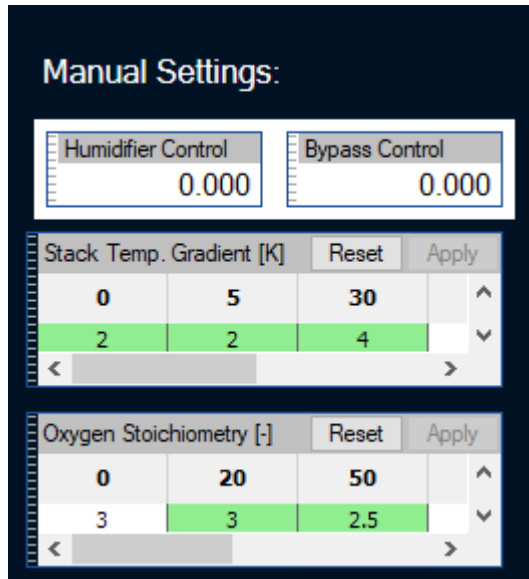 Manual Settings:
Humidifier Control Bypass Control
0.000 0.000
Stack Temp. Gradient [K] Reset Apply
0 5 30
2 2 4
Oxygen Stoichiometry [-] Reset Apply
0 20 50
3 3 2.5